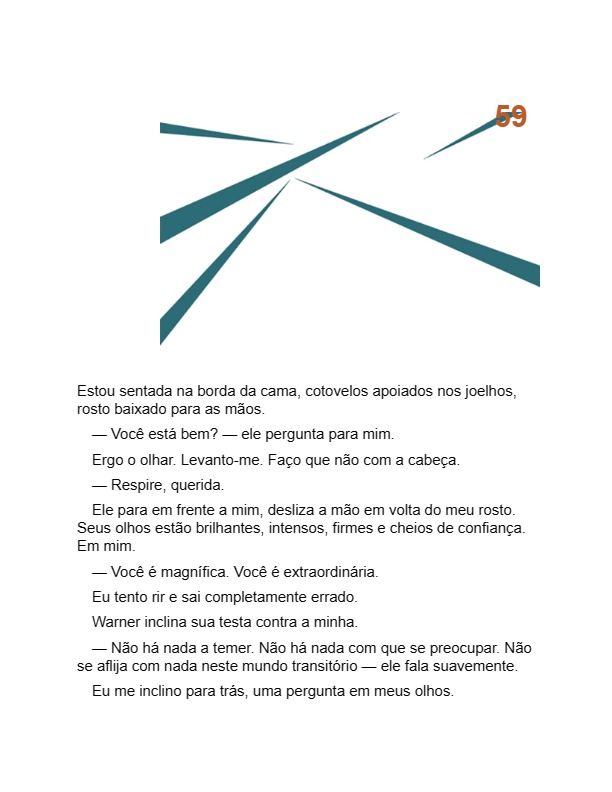 59
Estou sentada na borda da cama, cotovelos apoiados nos joelhos,
rosto baixado para as mãos.
— Você está bem? — ele pergunta para mim.
Ergo o olhar. Levanto-me. Faço que não com a cabeça.
— Respire, querida.
Ele para em frente a mim, desliza a mão em volta do meu rosto.
Seus olhos estão brilhantes, intensos, firmes e cheios de confiança.
Em mim.
— Você é magnífica. Você é extraordinária.
Eu tento rir e sai completamente errado.
Warner inclina sua testa contra a minha.
— Não há nada a temer. Não há nada com que se preocupar. Não
se aflija com nada neste mundo transitório — ele fala suavemente.
Eu me inclino para trás, uma pergunta em meus olhos.